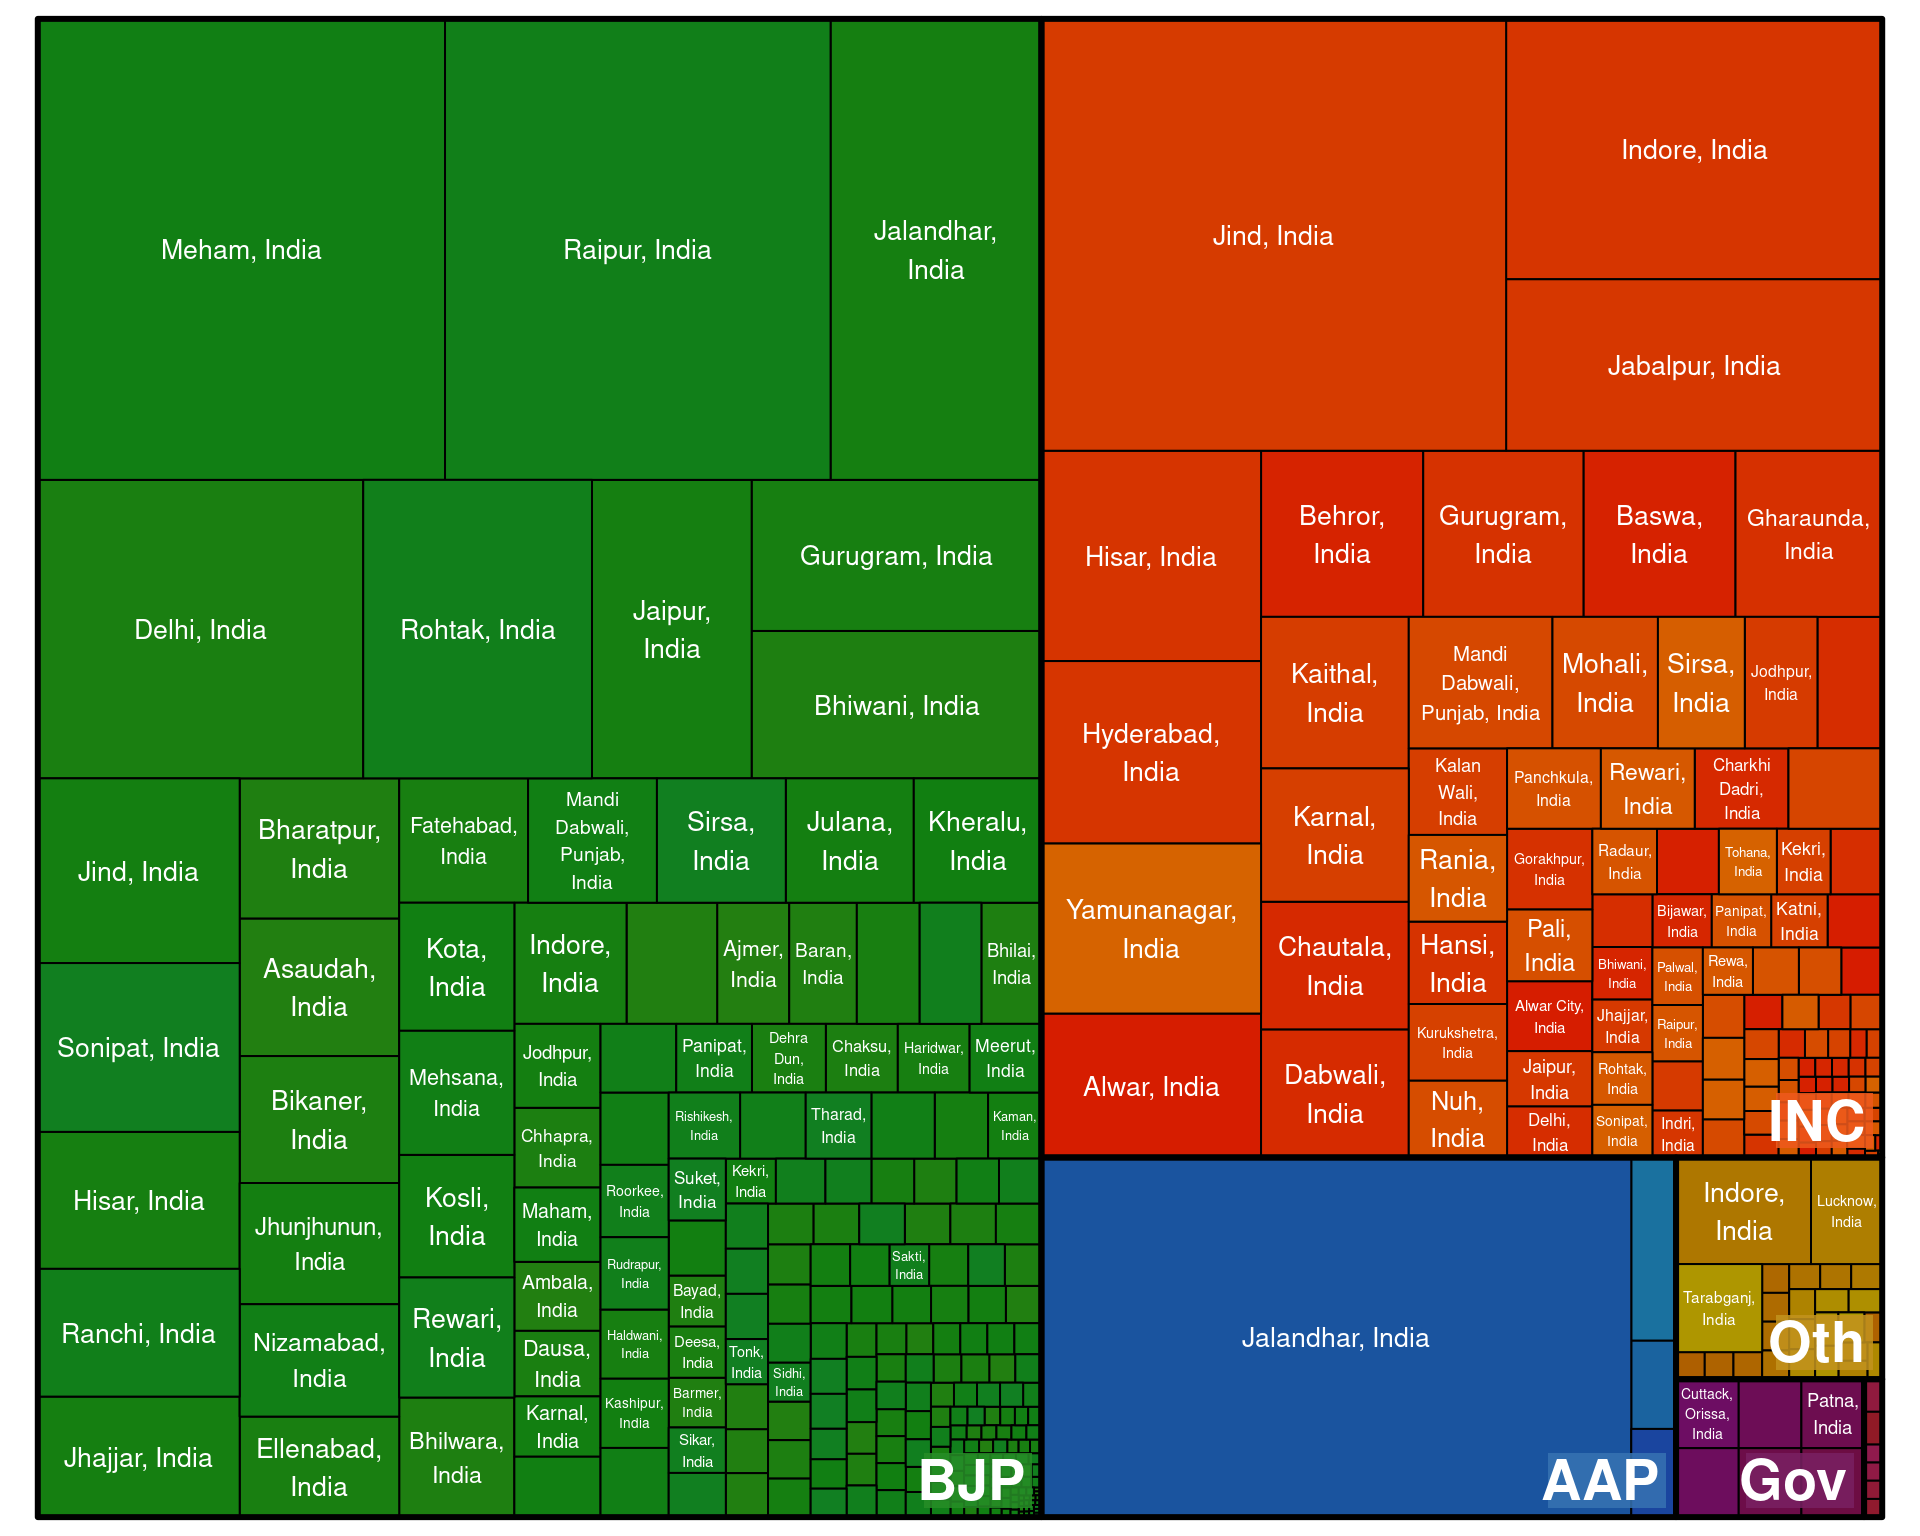 Meham, India
Raipur, India
Jalandhar,
India
Delhi, India
Rohtak, India
Jaipur,
India
Gurugram, India
Bhiwani, India
Jind, India
Sonipat, India
Hisar, India
Ranchi, India
Jhajjar, India
Bharatpur,
India
Asaudah,
India
Bikaner,
India
Jhunjhunun,
India
Nizamabad,
India
Ellenabad,
India
Fatehabad,
India
Mandi
Dabwali,
Punjab,
India
Sirsa,
India
Julana,
India
Kheralu,
India
Kota,
India
Mehsana,
India
Kosli,
India
Rewari,
India
Bhilwara,
India
Indore,
India
Ajmer,
India
Baran,
India
Bhilai,
India
Jodhpur,
India
Chhapra,
India
Maham,
India
Ambala,
India
Dausa,
India
Karnal,
India
Panipat,
India
Dehra
Dun,
India
Chaksu,
India
Haridwar,
India
Meerut,
India
Roorkee,
India
Rudrapur,
India
Haldwani,
India
Kashipur,
India
Rishikesh,
India
Tharad,
India
Kaman,
India
Suket,
India
Bayad,
India
Deesa,
India
Barmer,
India
Sikar,
India
Kekri,
India
Tonk,
India
Sidhi,
India
Sakti,
India
BJP
Jind, India
Indore, India
Jabalpur, India
Hisar, India
Hyderabad,
India
Yamunanagar,
India
Alwar, India
Behror,
India
Gurugram,
India
Baswa,
India
Gharaunda,
India
Kaithal,
India
Karnal,
India
Chautala,
India
Dabwali,
India
Mandi
Dabwali,
Punjab, India
Mohali,
India
Sirsa,
India
Jodhpur,
India
Kalan
Wali,
India
Rania,
India
Hansi,
India
Kurukshetra,
India
Nuh,
India
Panchkula,
India
Rewari,
India
Charkhi
Dadri,
India
Gorakhpur,
India
Pali,
India
Alwar City,
India
Jaipur,
India
Delhi,
India
Radaur,
India
Tohana,
India
Kekri,
India
Bijawar,
India
Panipat,
India
Katni,
India
Bhiwani,
India
Jhajjar,
India
Rohtak,
India
Sonipat,
India
Palwal,
India
Raipur,
India
Indri,
India
Rewa,
India
INC
Jalandhar, India
AAP
Indore,
India
Lucknow,
India
Tarabganj,
India
Oth
Cuttack,
Orissa,
India
Patna,
India
Gov